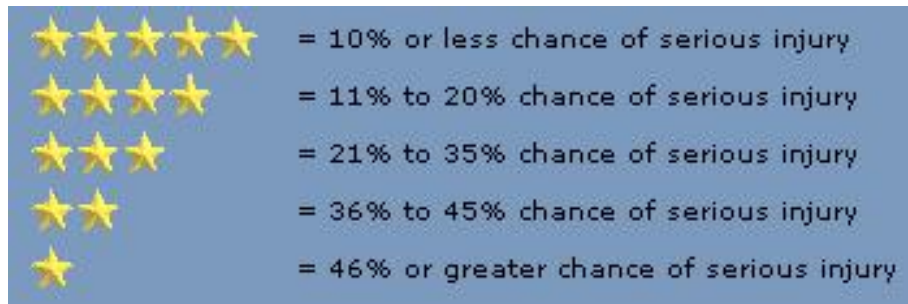 = 10% or less chance of serious injury
= 11% to 20% chance of serious injury
= 21% to 35% chance of serious injury
= 36% to 45% chance of serious injury
= 46% or greater chance of serious injury